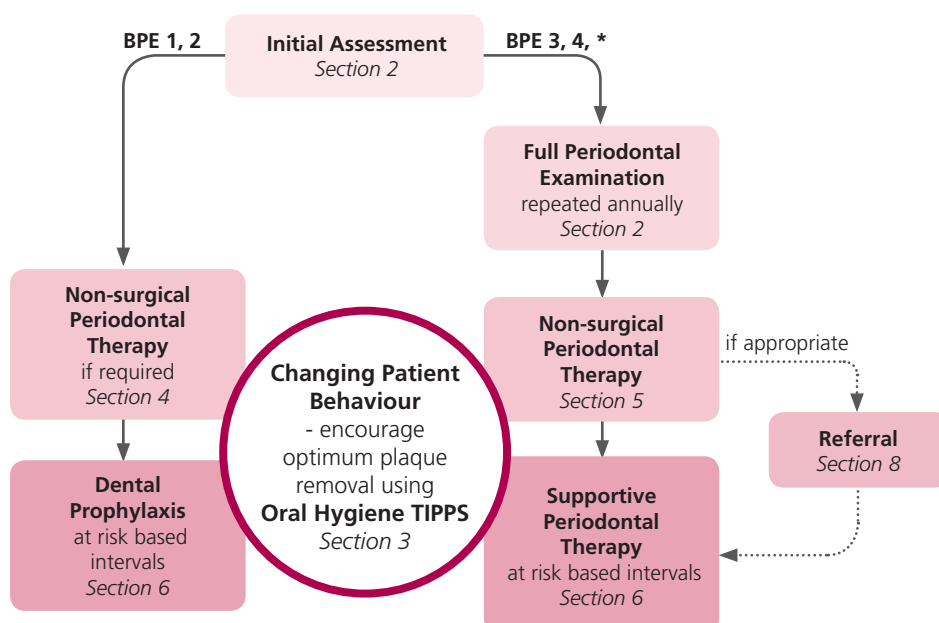 BPE 1, 2
Initial Assessment
Section 2
BPE 3, 4, *
Full Periodontal
Examination
repeated annually
Section 2
Non-surgical
Periodontal
Therapy
if required
Section 4
Changing Patient
Behaviour
- encourage
optimum plaque
removal using
Oral Hygiene TIPPS
Section 3
Non-surgical
Periodontal
Therapy
Section 5
if appropriate
Referral
Section 8
Dental
Prophylaxis
at risk based
intervals
Section 6
Supportive
Periodontal
Therapy
at risk based intervals
Section 6